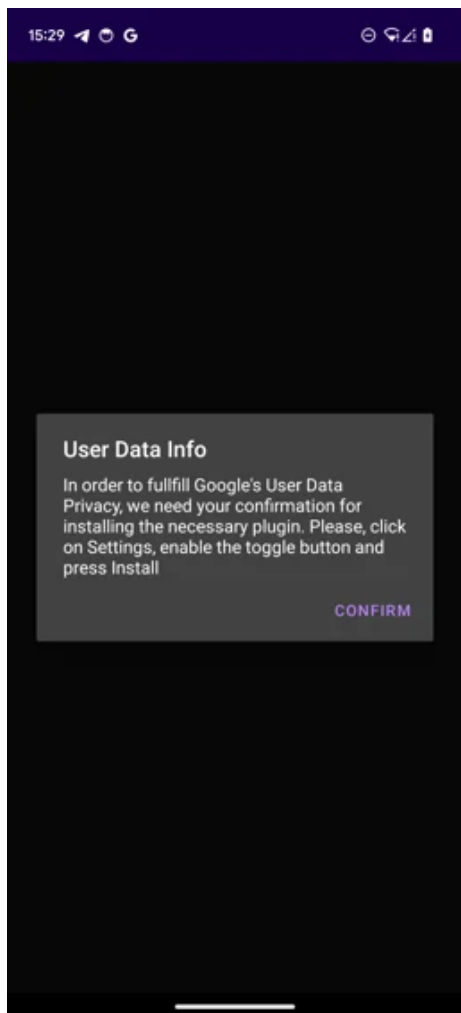 15:29
User Data Info
In order to fullfill Google's User Data
Privacy, we need your confirmation for
installing the necessary plugin. Please, click
on Settings, enable the toggle button and
press Install
CONFIRM